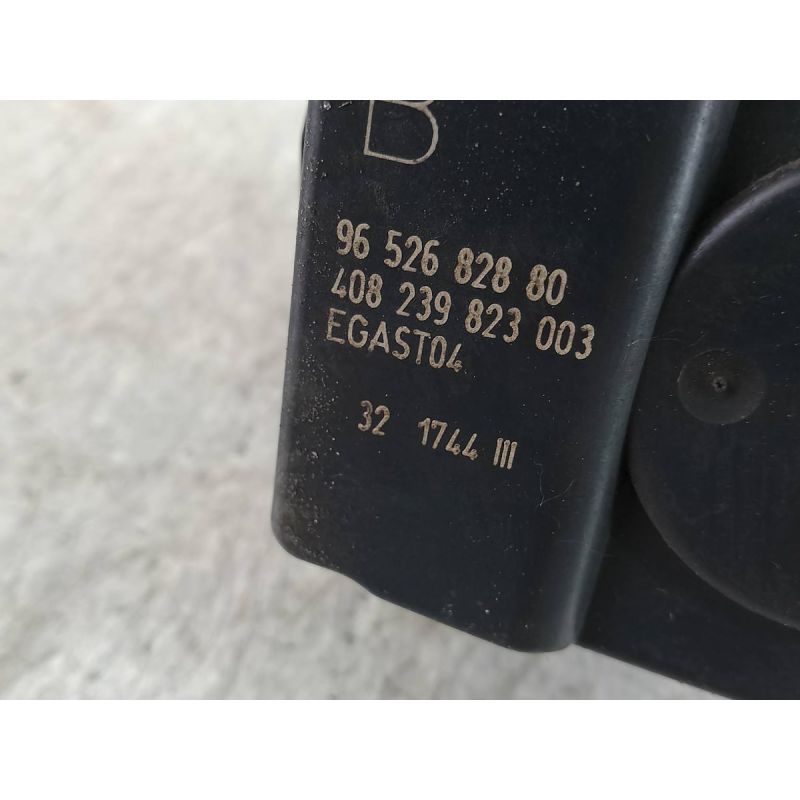 B
96 526 828 80
408 239 823 003
EGAST04
32 1744 III